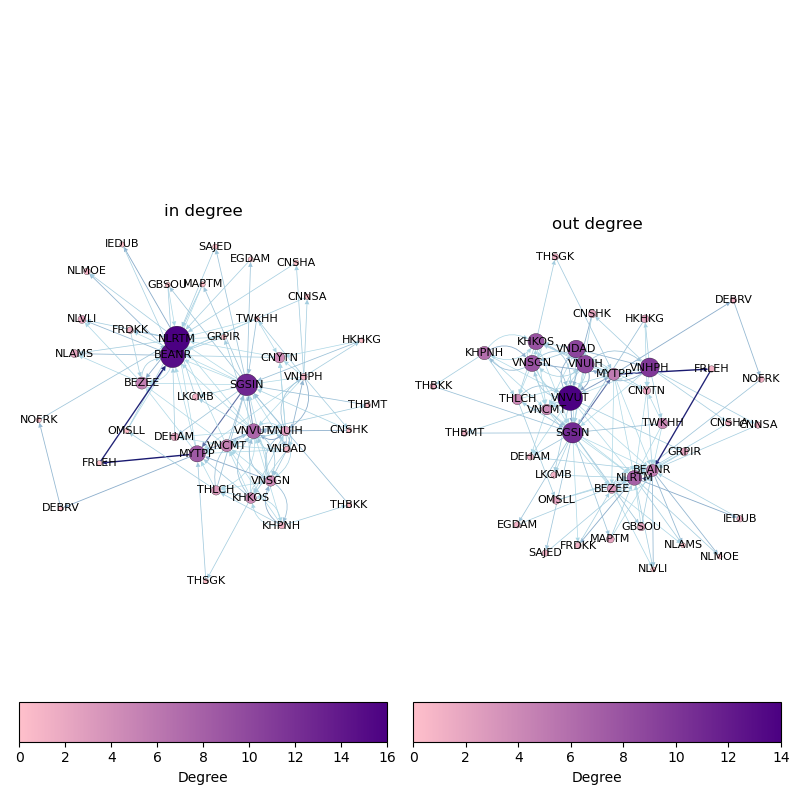 in degree
IEDUB
SAJED
EGDAM
CNSHA
NLMOE
GBSOU
MAPTM
CNNSA
NLVLI
FRDKK
TWKHH
NLRTM
GRPIR
HKHKG
NLAMS
BEANR
CNYTN
BEZEE
SGSIN
VNHPH
LKCMB
THBMT
NOFRK
OMSLL
DEHAM
VNVUT
VNUIH
CNSHK
VNCMT
VNDAD
FRLEH
MYTPP
VNSGN
THLCH
KHKOS
DEBRV
THBKK
KHPNH
THSGK
out degree
THSGK
DEBRV
CNSHK
HKHKG
KHKOS
KHPNH
VNDAD
VNSGN
VNUIH
VNHPH
FRLEH
MYTPP
NOFRK
THBKK
CNYTN
THLCH
VNVUT
VNCMT
TWKHH
CNSHA
CNNSA
THBMT
SGSIN
GRPIR
DEHAM
LKCMB
BEANR
NLRTM
BEZEE
OMSLL
IEDUB
EGDAM
GBSOU
MAPTM
SAJED
FRDKK
NLAMS
NLMOE
NLVLI
0 2 4 6 8 10 12 14 16
Degree
0 2 4 6 8 10 12 14
Degree